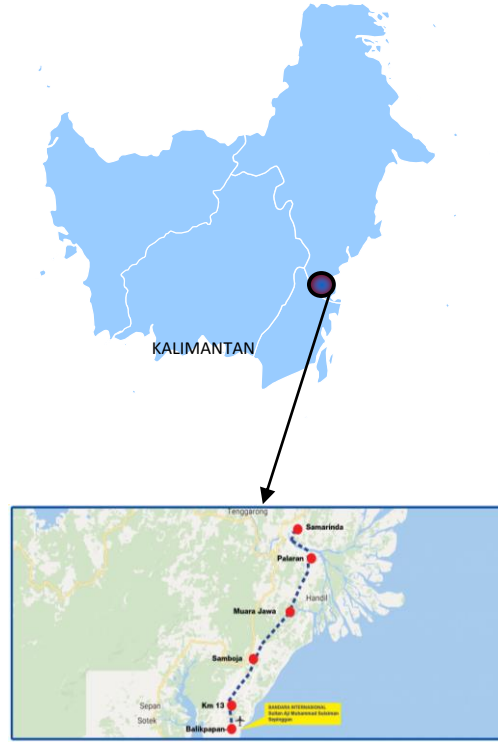 KALIMANTAN
Tenggarong
Samarinda
Palaran
Handil
Muara Jawa
Samboja
Sepan
Km 13
BANDARA INTERNASIONAL
Sultan Aji Muhammad Sulaiman
Sepinggan
Sotek
Balikpapan